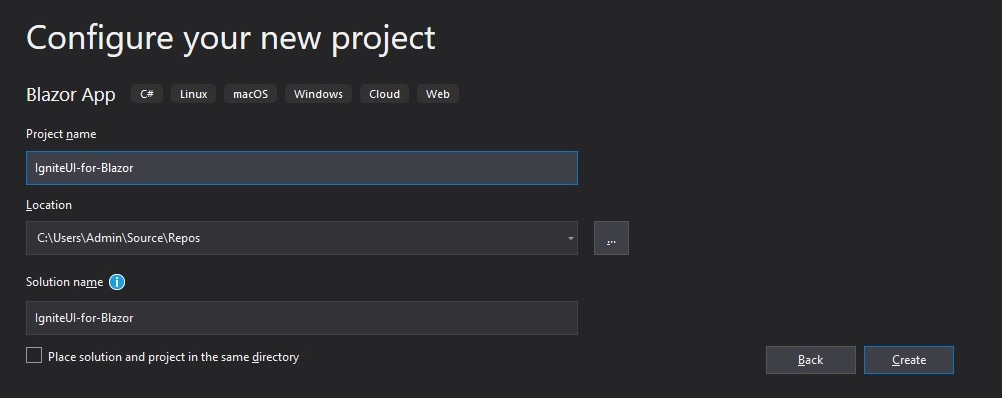 Configure your new project
Blazor App C# Linux macOS Windows Cloud Web
Project name
IgniteUI-for-Blazor
Location
C:\Users\Admin\Source\Repos
...
Solution name i
IgniteUI-for-Blazor
Place solution and project in the same directory
Back Create